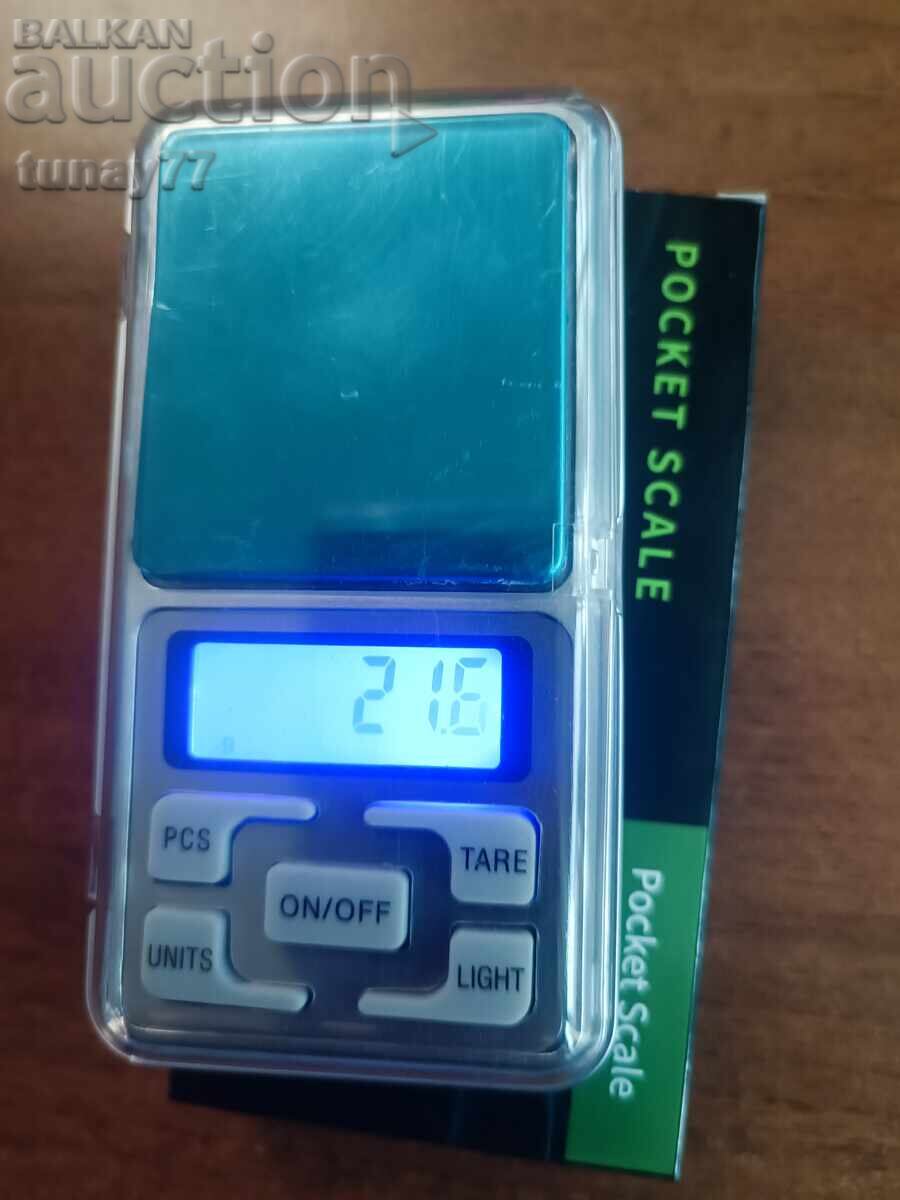 BALKAN
auction
tunay77
POCKET SCALE
21.6
PCS
TARE
ON/OFF
UNITS
LIGHT
Pocket Scale